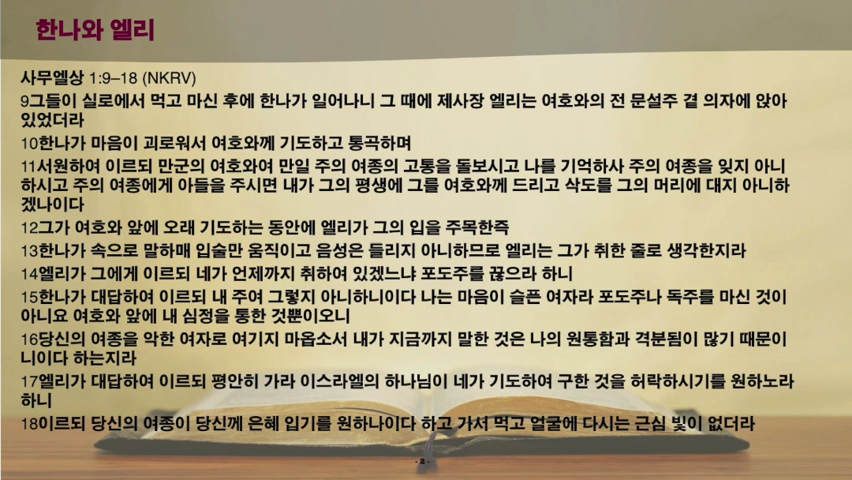 한나와 엘리
사무엘상 1:9–18 (NKRV)
9그들이 실로에서 먹고 마신 후에 한나가 일어나니 그 때에 제사장 엘리는 여호와의 전 문설주 곁 의자에 앉아
있었더라
10한나가 마음이 괴로워서 여호와께 기도하고 통곡하며
11서원하여 이르되 만군의 여호와여 만일 주의 여종의 고통을 돌보시고 나를 기억하사 주의 여종을 잊지 아니
하시고 주의 여종에게 아들을 주시면 내가 그의 평생에 그를 여호와께 드리고 삭도를 그의 머리에 대지 아니하
겠나이다
12그가 여호와 앞에 오래 기도하는 동안에 엘리가 그의 입을 주목한즉
13한나가 속으로 말하매 입술만 움직이고 음성은 들리지 아니하므로 엘리는 그가 취한 줄로 생각한지라
14엘리가 그에게 이르되 네가 언제까지 취하여 있겠느냐 포도주를 끊으라 하니
15한나가 대답하여 이르되 내 주여 그렇지 아니하니이다 나는 마음이 슬픈 여자라 포도주나 독주를 마신 것이
아니요 여호와 앞에 내 심정을 통한 것뿐이오니
16당신의 여종을 악한 여자로 여기지 마옵소서 내가 지금까지 말한 것은 나의 원통함과 격분됨이 많기 때문이
니이다 하는지라
17엘리가 대답하여 이르되 평안히 가라 이스라엘의 하나님이 네가 기도하여 구한 것을 허락하시기를 원하노라
하니
18이르되 당신의 여종이 당신께 은혜 입기를 원하나이다 하고 가서 먹고 얼굴에 다시는 근심 빛이 없더라
- 2 -